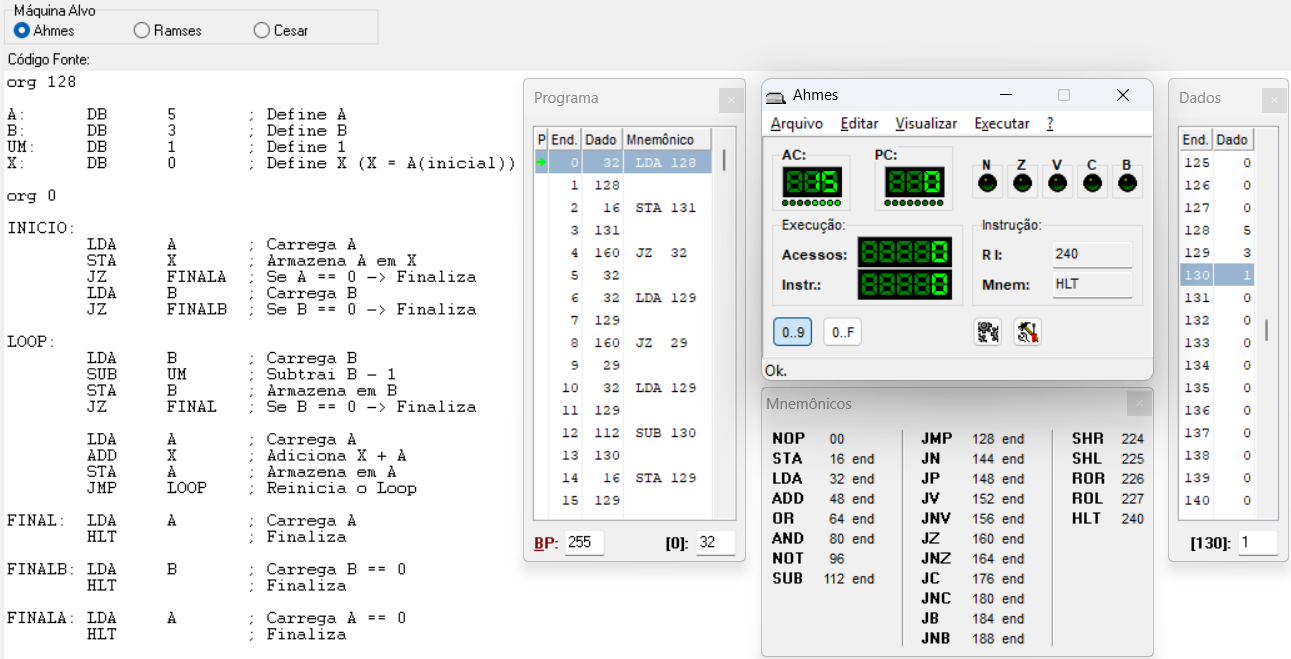 Máquina Alvo
Ahmes Ramses Cesar
Código Fonte:
org 128
A: DB 5 ; Define A
B: DB 3 ; Define B
UM: DB 1 ; Define 1
X: DB 0 ; Define X (X = A(inicial))
org 0
INICIO:
LDA A ; Carrega A
STA X ; Armazena A em X
JZ FINALA ; Se A == 0 -> Finaliza
LDA B ; Carrega B
JZ FINALB ; Se B == 0 -> Finaliza
LOOP:
LDA B ; Carrega B
SUB UM ; Subtrai B - 1
STA B ; Armazena em B
JZ FINAL ; Se B == 0 -> Finaliza
LDA A ; Carrega A
ADD X ; Adiciona X + A
STA A ; Armazena em A
JMP LOOP ; Reinicia o Loop
FINAL: LDA A ; Carrega A
HLT ; Finaliza
FINALB: LDA B ; Carrega B == 0
HLT ; Finaliza
FINALA: LDA A ; Carrega A == 0
HLT ; Finaliza
Programa
P End. Dado Mnemônico
0 32 LDA 128
1 128
2 16 STA 131
3 131
4 160 JZ 32
5 32
6 32 LDA 129
7 129
8 160 JZ 29
9 29
10 32 LDA 129
11 129
12 112 SUB 130
13 130
14 16 STA 129
15 129
BP: 255 [0]: 32
Ahmes
Arquivo Editar Visualizar Executar ?
AC: PC: N Z V C B
15 0
Execução: Instrução:
Acessos: 0 RI: 240
Instr.: 0 Mnem: HLT
0..9 0..F
Ok.
Mnemônicos
NOP 00 JMP 128 end SHR 224
STA 16 end JN 144 end SHL 225
LDA 32 end JP 148 end ROR 226
ADD 48 end JV 152 end ROL 227
OR 64 end JNV 156 end HLT 240
AND 80 end JZ 160 end
NOT 96 JNZ 164 end
SUB 112 end JC 176 end
JNC 180 end
JB 184 end
JNB 188 end
Dados
End. Dado
125 0
126 0
127 0
128 5
129 3
130 1
131 0
132 0
133 0
134 0
135 0
136 0
137 0
138 0
139 0
140 0
[130]: 1